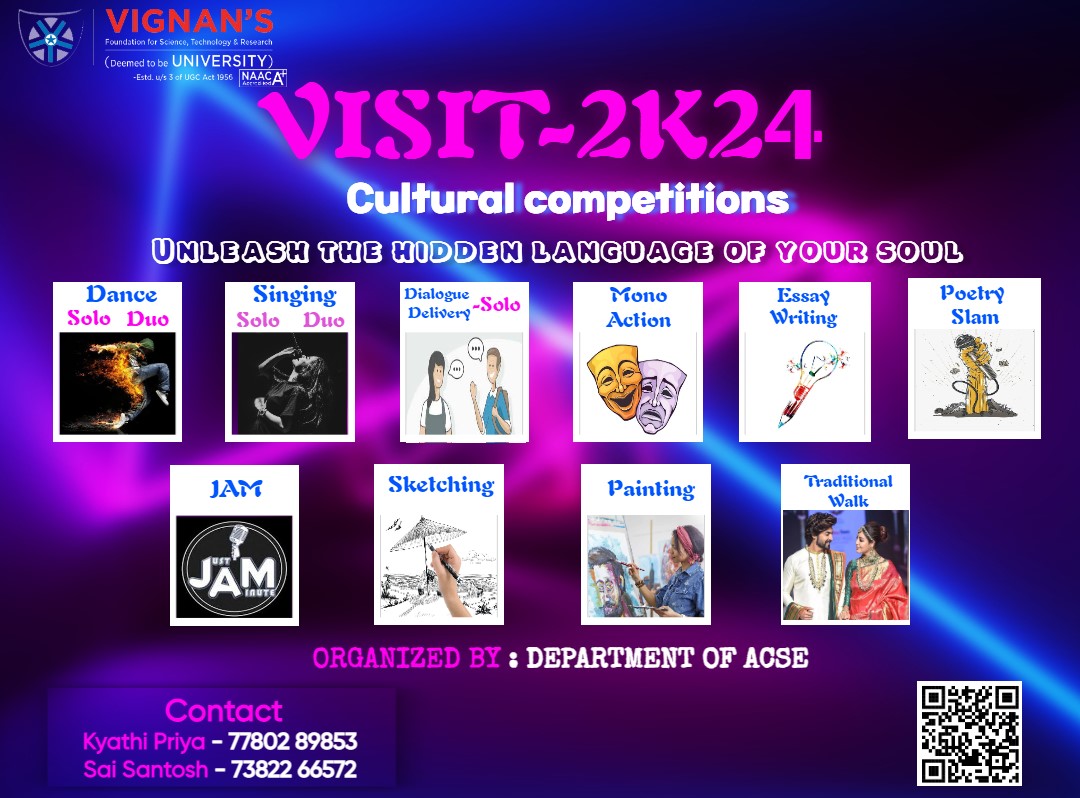 VIGNAN'S
Foundation for Science, Technology & Research
(Deemed to be UNIVERSITY)
-Estd. u/s 3 of UGC Act 1956
NAAC A+
Accredited
VISIT-2K24
Cultural competitions
UNLEASH THE HIDDEN LANGUAGE OF YOUR SOUL
Dance
Solo Duo
Singing
Solo Duo
Dialogue
Delivery -Solo
Mono
Action
Essay
Writing
Poetry
Slam
JAM
JUST
A
MINUTE
Sketching
Painting
Traditional
Walk
ORGANIZED BY : DEPARTMENT OF ACSE
Contact
Kyathi Priya - 77802 89853
Sai Santosh - 73822 66572